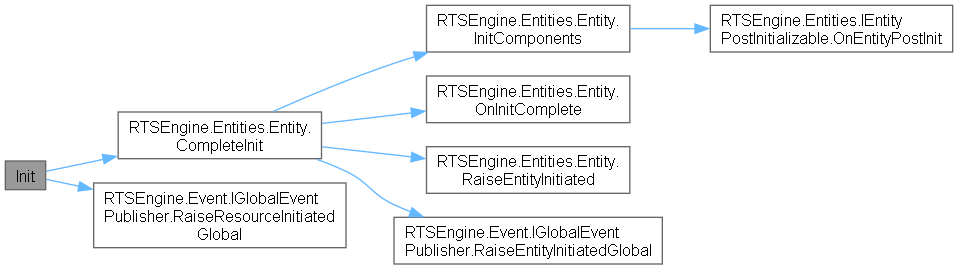 Init
RTSEngine.Entities.Entity.
CompleteInit
RTSEngine.Event.IGlobalEvent
Publisher.RaiseResourceInitiated
Global
RTSEngine.Entities.Entity.
InitComponents
RTSEngine.Entities.Entity.
OnInitComplete
RTSEngine.Entities.Entity.
RaiseEntityInitiated
RTSEngine.Event.IGlobalEvent
Publisher.RaiseEntityInitiatedGlobal
RTSEngine.Entities.IEntity
PostInitializable.OnEntityPostInit